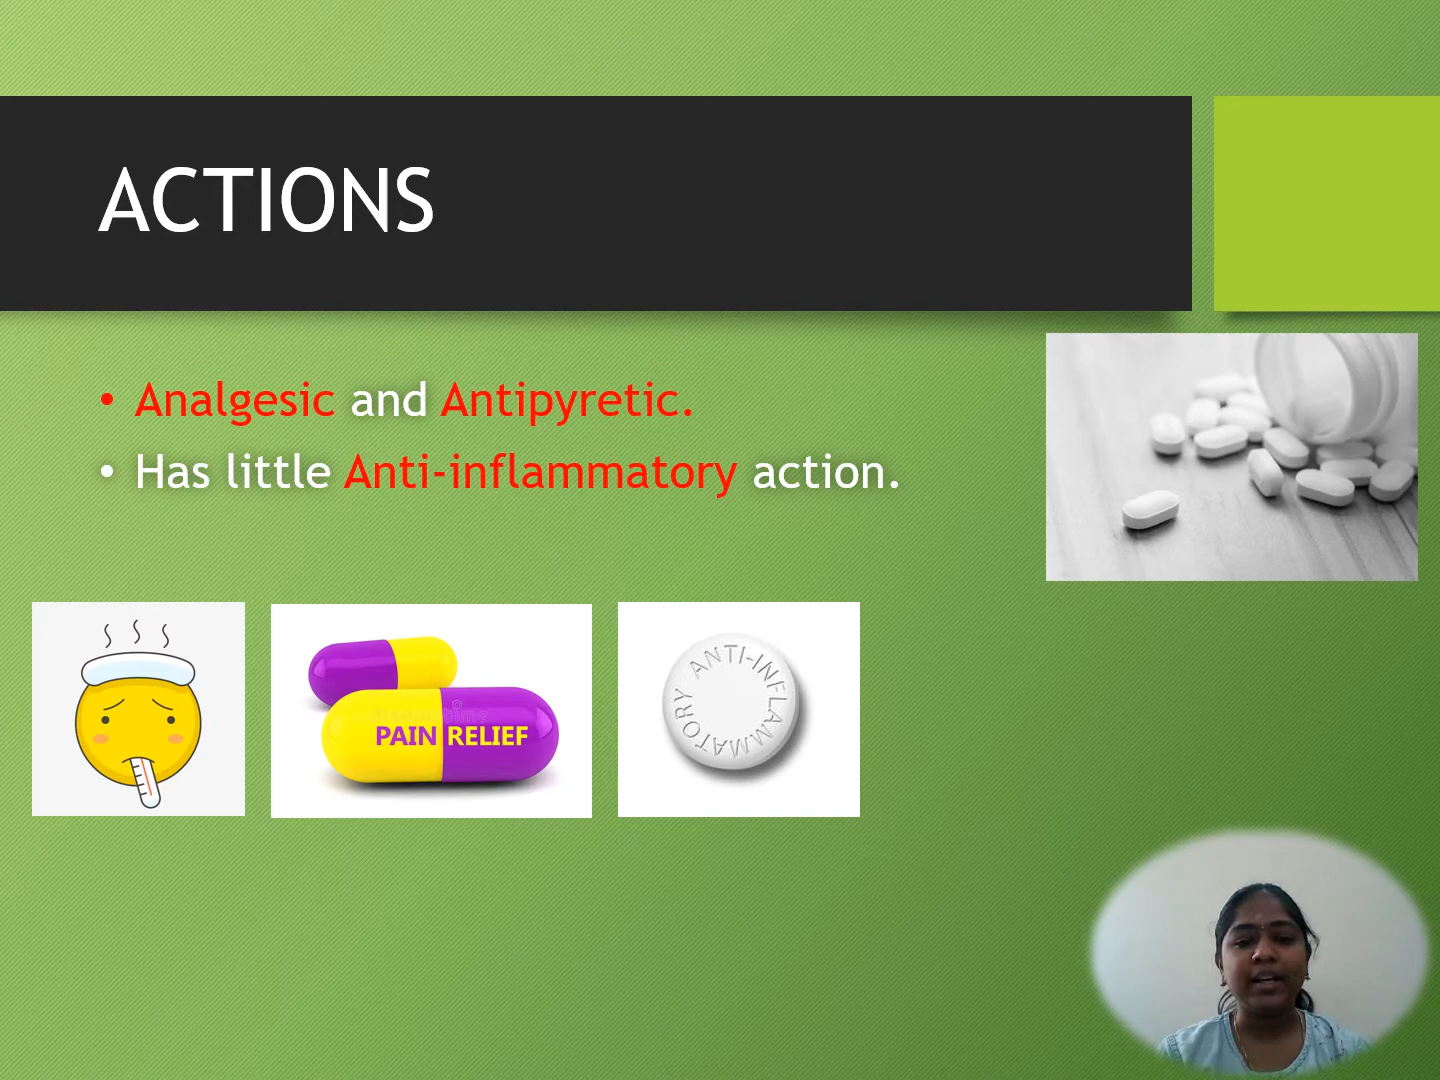 ACTIONS
• Analgesic and Antipyretic.
• Has little Anti-inflammatory action.
PAIN RELIEF
ANTI-INFLAMMATORY